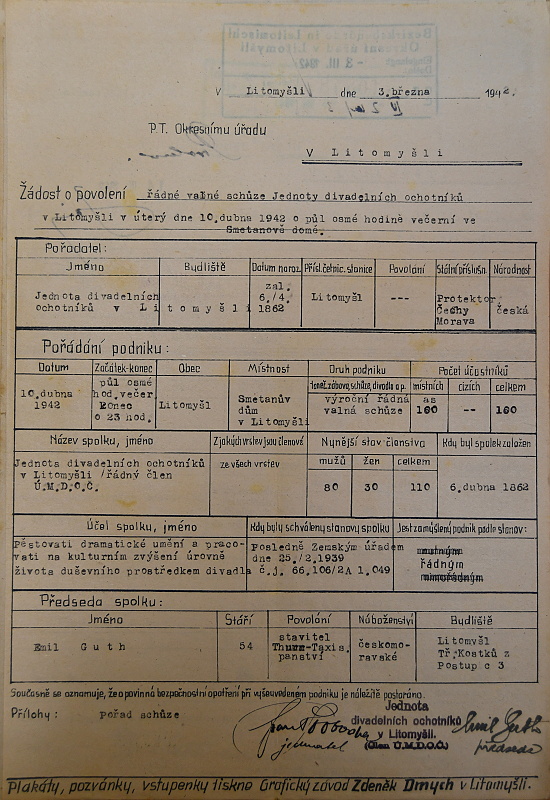 V Litomyšli dne 3.března 1942.
P.T. Okresnímu úřadu
V Litomyšli
Žádost o povolení řádné valné schůze Jednoty divadelních ochotníků
v Litomyšli v úterý dne 10.dubna 1942 o půl osmé hodině večerní ve
Smetanově domě.
Pořadatel:
Jméno Bydliště Datum naroz. Přísl.četnic.stanice Povolání Státní příslušn. Národnost
Jednota divadelních
ochotníků v Litomyšli
zal.
6./4.
1862
Litomyšl
---
Protektor
Čechy
Morava
česká
Pořádání podniku:
Datum Začátek-konec Obec Místnost Druh podniku Počet účastníků
místních cizích celkem
10.dubna
1942
půl osmé
hod.večer
Konec
o 23 hod.
Litomyšl
Smetanův
dům
v Litomyšli
výroční řádná
valná schůze
as
160
--
160
Název spolku, jméno Z jakých vrstev jsou členové Nynější stav členstva Kdy byl spolek založen
mužů žen celkem
Jednota divadelních ochotníků
v Litomyšli /řádný člen
Ú.M.D.O.Č.
ze všech vrstev
80 30 110 6.dubna 1862
Účel spolku, jméno Kdy byly schváleny stanovy spolku Jest zamýšlený podnik podle stanov:
Pěstovati dramatické umění a praco-
vati na kulturním zvýšení úrovně
života duševního prostředkem divadla
Posledně Zemským úřadem
dne 25./2.1939
č.j. 66.106/2A 1.049
řádným
mimořádným
Předseda spolku:
Jméno Stáří Povolání Náboženství Bydliště
Emil Guth
54
stavitel
Thurn-Taxis.
panství
českomo-
ravské
Litomyšl
Tř.Kostků z
Postup č 3
Současně se oznamuje, že o povinná bezpečnostní opatření při výšeuvedeném podniku je náležitě postaráno.
Přílohy: pořad schůze
Jednota
divadelních ochotníků
v Litomyšli.
(Člen Ú.M.D.O.Č.)
jednatel
Emil Guth
předseda
Plakáty, pozvánky, vstupenky tiskne Grafický závod Zdeněk Dmych v Litomyšli.